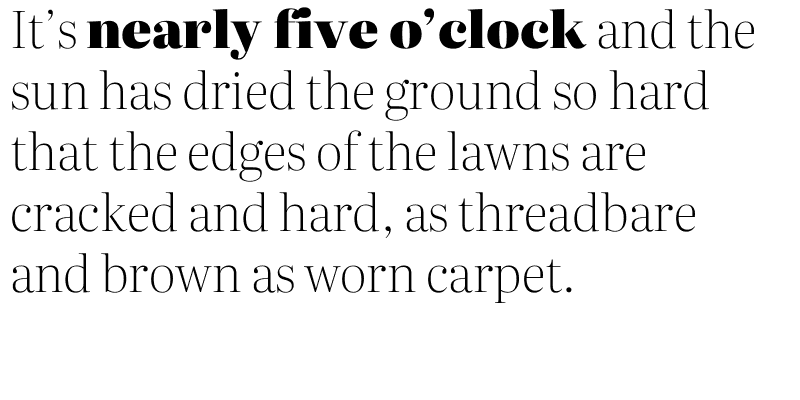 It’s nearly five o’clock and the
sun has dried the ground so hard
that the edges of the lawns are
cracked and hard, as threadbare
and brown as worn carpet.